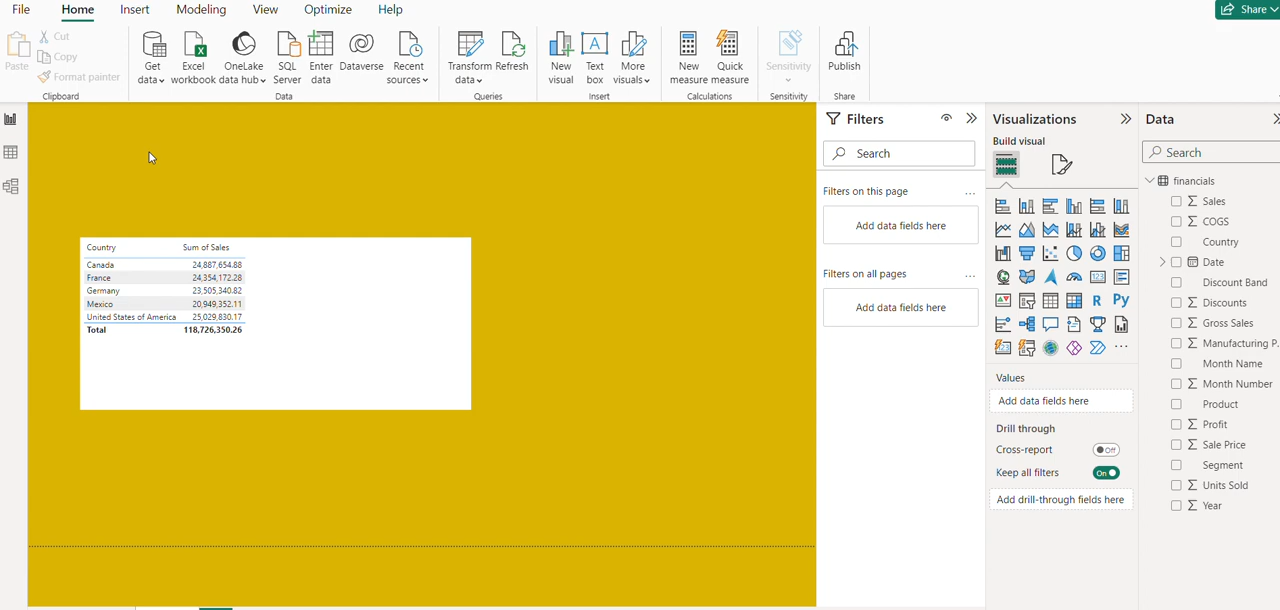 File Home Insert Modeling View Optimize Help Share
Paste Cut Copy Format painter
Get data Excel workbook OneLake data hub SQL Server Enter data Dataverse Recent sources
Transform data Refresh
New visual Text box More visuals
New measure Quick measure
Sensitivity
Publish
Clipboard Data Queries Insert Calculations Sensitivity Share
Country Sum of Sales
Canada 24,887,654.88
France 24,354,172.28
Germany 23,505,340.82
Mexico 20,949,352.11
United States of America 25,029,830.17
Total 118,726,350.26
Filters
Search
Filters on this page ...
Add data fields here
Filters on all pages ...
Add data fields here
Visualizations
Build visual
123
R Py
123
...
Values
Add data fields here
Drill through
Cross-report Off
Keep all filters On
Add drill-through fields here
Data
Search
financials
Σ Sales
Σ COGS
Country
Date
Discount Band
Σ Discounts
Σ Gross Sales
Σ Manufacturing P...
Month Name
Σ Month Number
Product
Σ Profit
Σ Sale Price
Segment
Σ Units Sold
Σ Year